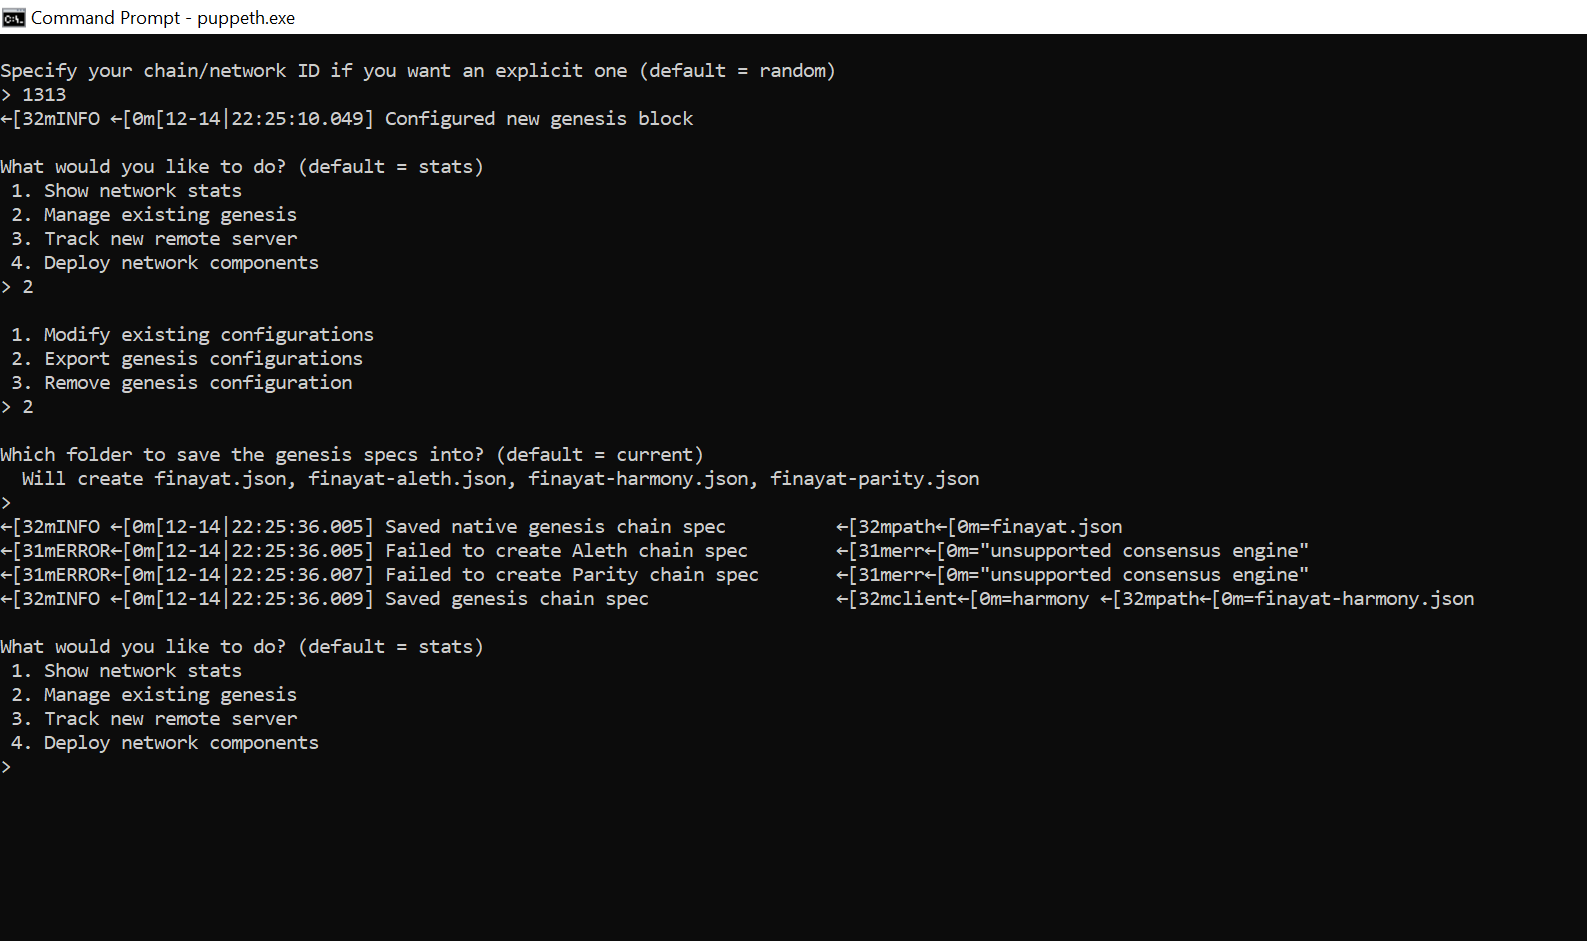 Command Prompt - puppeth.exe
Specify your chain/network ID if you want an explicit one (default = random)
> 1313
←[32mINFO ←[0m[12-14|22:25:10.049] Configured new genesis block
What would you like to do? (default = stats)
1. Show network stats
2. Manage existing genesis
3. Track new remote server
4. Deploy network components
> 2
1. Modify existing configurations
2. Export genesis configurations
3. Remove genesis configuration
> 2
Which folder to save the genesis specs into? (default = current)
Will create finayat.json, finayat-aleth.json, finayat-harmony.json, finayat-parity.json
>
←[32mINFO ←[0m[12-14|22:25:36.005] Saved native genesis chain spec ←[32mpath←[0m=finayat.json
←[31mERROR←[0m[12-14|22:25:36.005] Failed to create Aleth chain spec ←[31merr←[0m="unsupported consensus engine"
←[31mERROR←[0m[12-14|22:25:36.007] Failed to create Parity chain spec ←[31merr←[0m="unsupported consensus engine"
←[32mINFO ←[0m[12-14|22:25:36.009] Saved genesis chain spec ←[32mclient←[0m=harmony ←[32mpath←[0m=finayat-harmony.json
What would you like to do? (default = stats)
1. Show network stats
2. Manage existing genesis
3. Track new remote server
4. Deploy network components
>